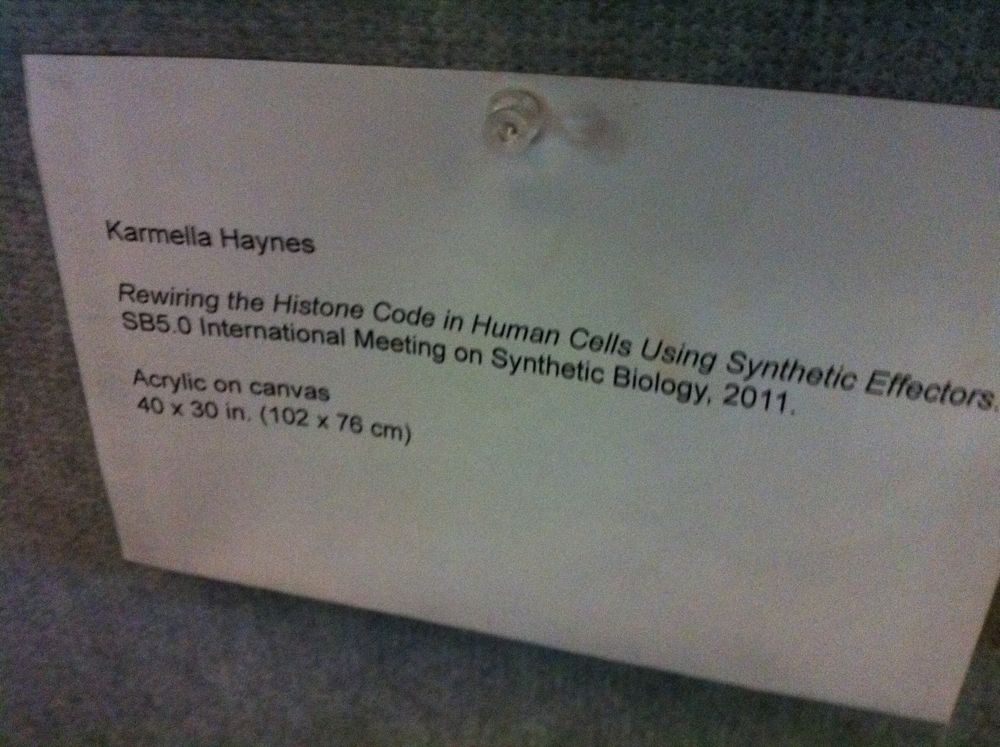 Karmella Haynes
Rewiring the Histone Code in Human Cells Using Synthetic Effectors.
SB5.0 International Meeting on Synthetic Biology, 2011.
Acrylic on canvas
40 x 30 in. (102 x 76 cm)